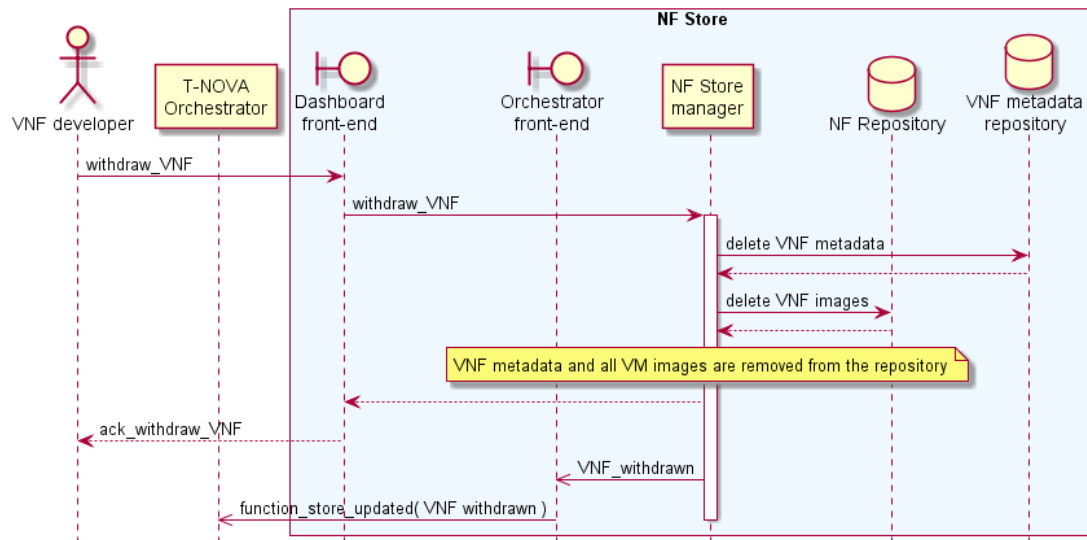 NF Store
T-NOVA
Orchestrator
VNF developer
Dashboard
front-end
Orchestrator
front-end
NF Store
manager
NF Repository
VNF metadata
repository
withdraw_VNF
withdraw_VNF
delete VNF metadata
delete VNF images
VNF metadata and all VM images are removed from the repository
ack_withdraw_VNF
VNF_withdrawn
function_store_updated( VNF withdrawn )